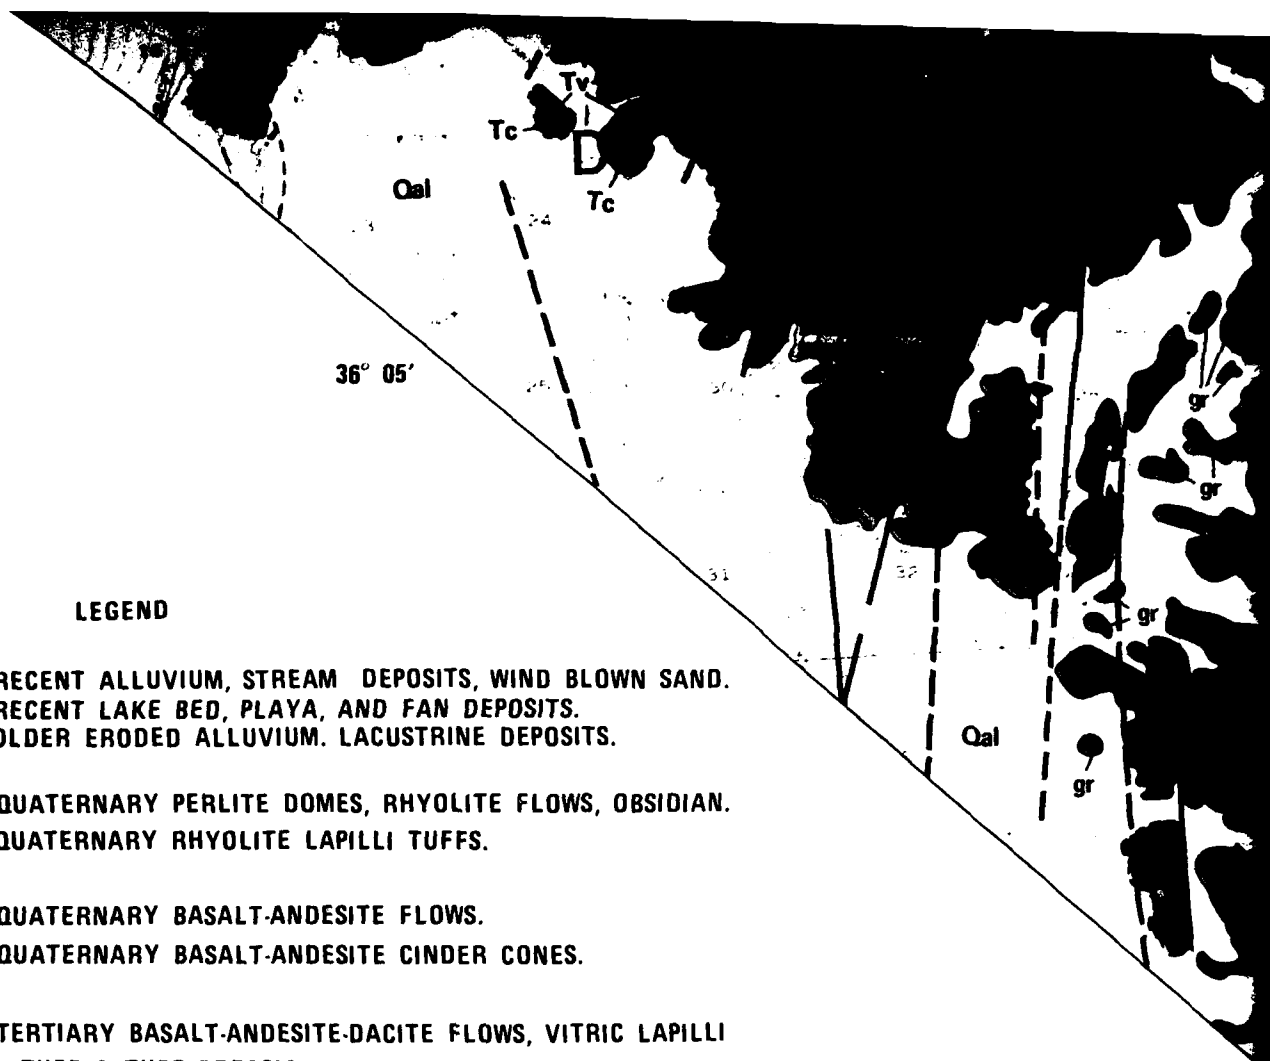 Tv
Tc
D
Qal
Tc
24
36° 05'
gr
gr
31
32
LEGEND
gr
RECENT ALLUVIUM, STREAM DEPOSITS, WIND BLOWN SAND.
RECENT LAKE BED, PLAYA, AND FAN DEPOSITS.
OLDER ERODED ALLUVIUM. LACUSTRINE DEPOSITS.
Qal
gr
QUATERNARY PERLITE DOMES, RHYOLITE FLOWS, OBSIDIAN.
QUATERNARY RHYOLITE LAPILLI TUFFS.
QUATERNARY BASALT-ANDESITE FLOWS.
QUATERNARY BASALT-ANDESITE CINDER CONES.
TERTIARY BASALT-ANDESITE-DACITE FLOWS, VITRIC LAPILLI